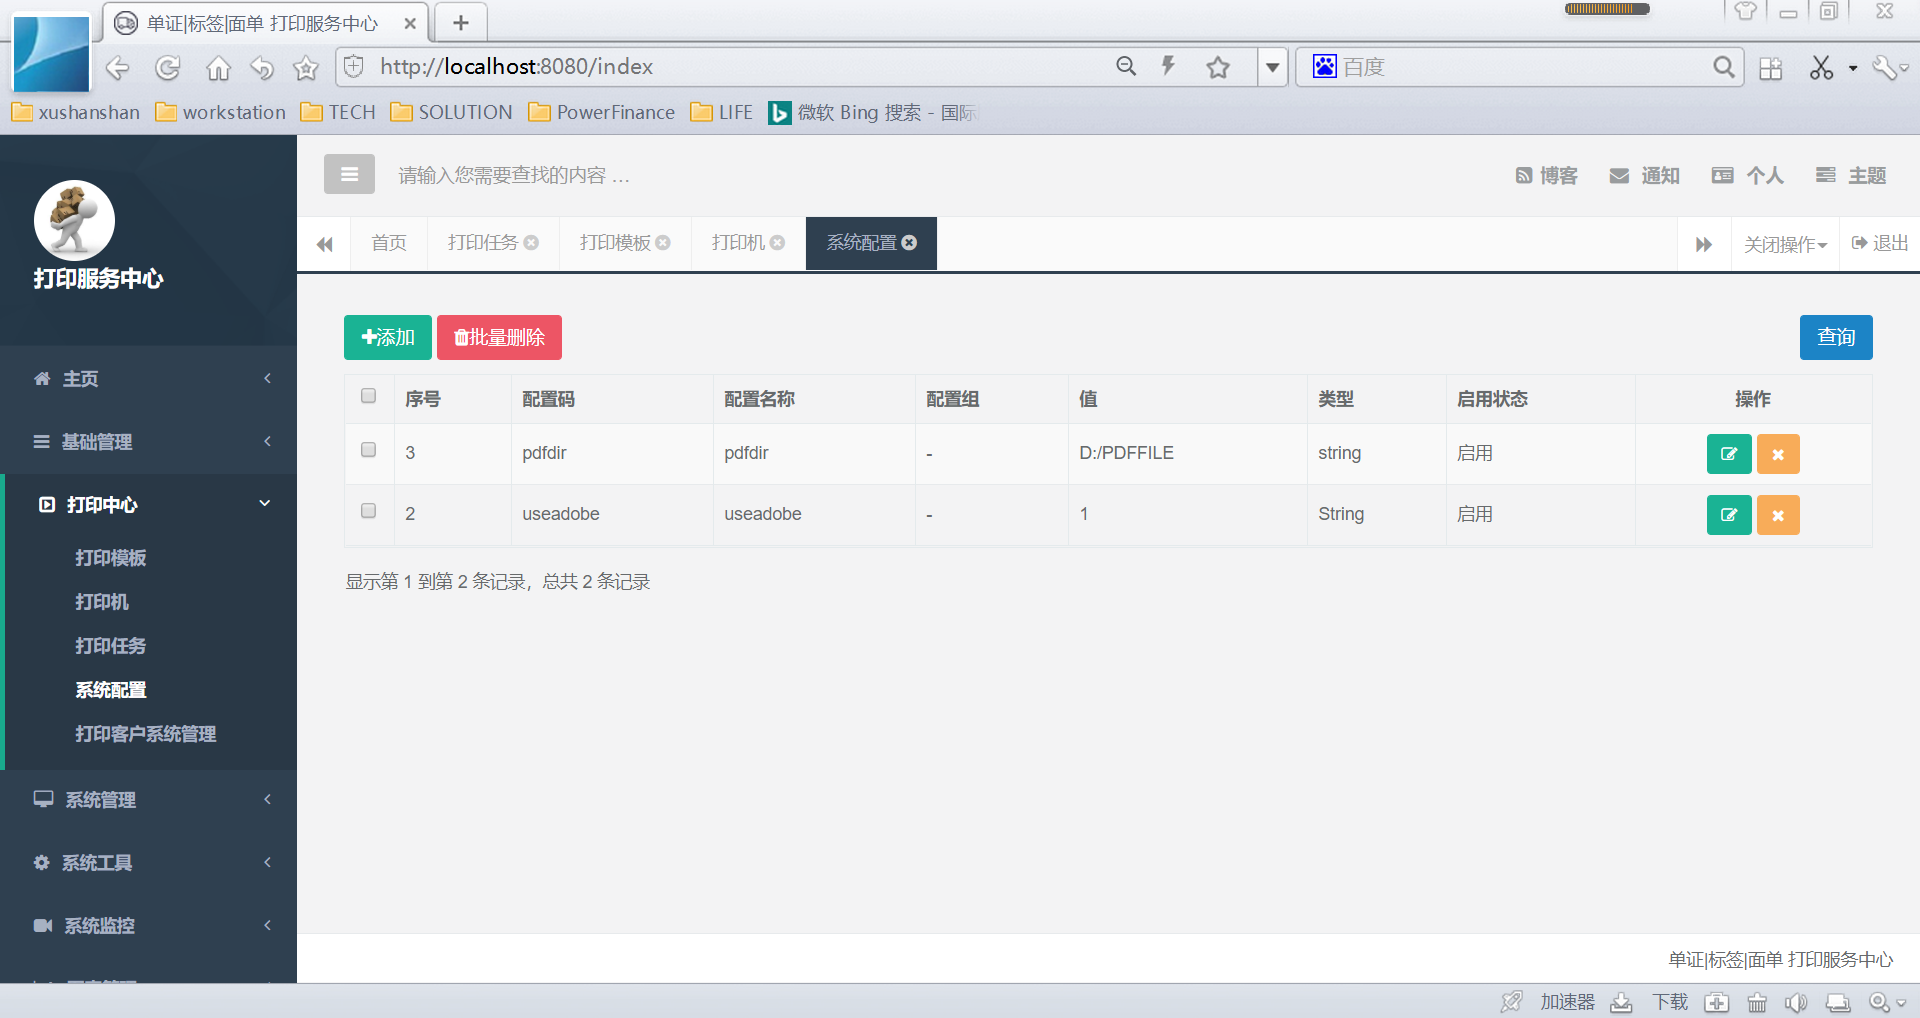 单证|标签|面单 打印服务中心
http://localhost:8080/index
百度
xushanshan workstation TECH SOLUTION PowerFinance LIFE 微软 Bing 搜索 - 国际
请输入您需要查找的内容 …
博客 通知 个人 主题
打印服务中心
首页 打印任务 打印模板 打印机 系统配置 关闭操作 退出
添加 批量删除 查询
序号 配置码 配置名称 配置组 值 类型 启用状态 操作
3 pdfdir pdfdir - D:/PDFFILE string 启用
2 useadobe useadobe - 1 String 启用
显示第 1 到第 2 条记录，总共 2 条记录
主页
基础管理
打印中心
打印模板
打印机
打印任务
系统配置
打印客户系统管理
系统管理
系统工具
系统监控
单证|标签|面单 打印服务中心
加速器 下载